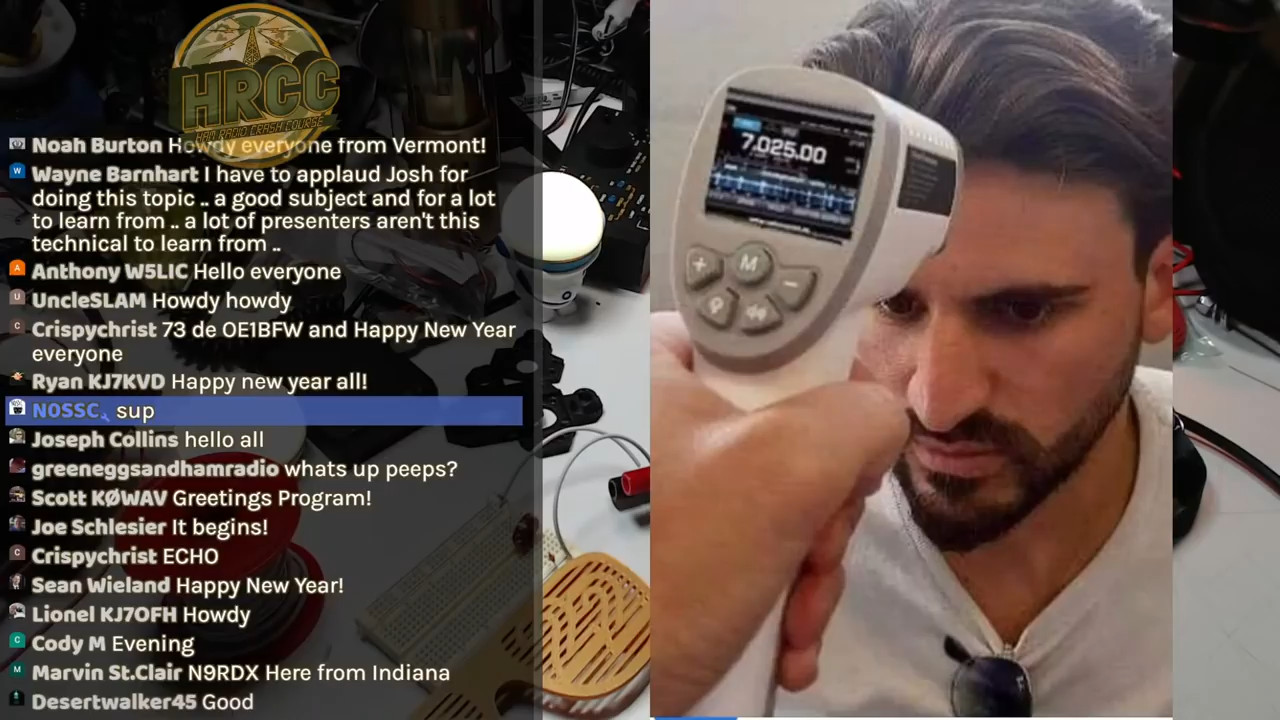 HRCC
HAM RADIO CRASH COURSE
Noah Burton Howdy everyone from Vermont!
Wayne Barnhart I have to applaud Josh for
doing this topic .. a good subject and for a lot
to learn from .. a lot of presenters aren't this
technical to learn from ..
Anthony W5LIC Hello everyone
UncleSLAM Howdy howdy
Crispychrist 73 de OE1BFW and Happy New Year
everyone
Ryan KJ7KVD Happy new year all!
NOSSC sup
Joseph Collins hello all
greeneggsandhamradio whats up peeps?
Scott KØWAV Greetings Program!
Joe Schlesier It begins!
Crispychrist ECHO
Sean Wieland Happy New Year!
Lionel KJ7OFH Howdy
Cody M Evening
Marvin St.Clair N9RDX Here from Indiana
Desertwalker45 Good
7.025.00
+ M -